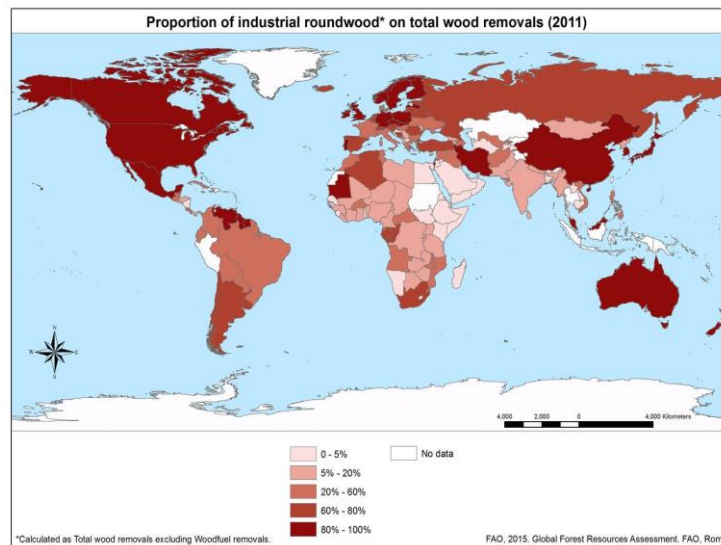 Proportion of industrial roundwood* on total wood removals (2011)
N
W
E
S
4,000
2,000
0
4,000 Kilometers
0 - 5%
No data
5% - 20%
20% - 60%
60% - 80%
80% - 100%
*Calculated as Total wood removals excluding Woodfuel removals.
FAO, 2015. Global Forest Resources Assessment. FAO, Rom